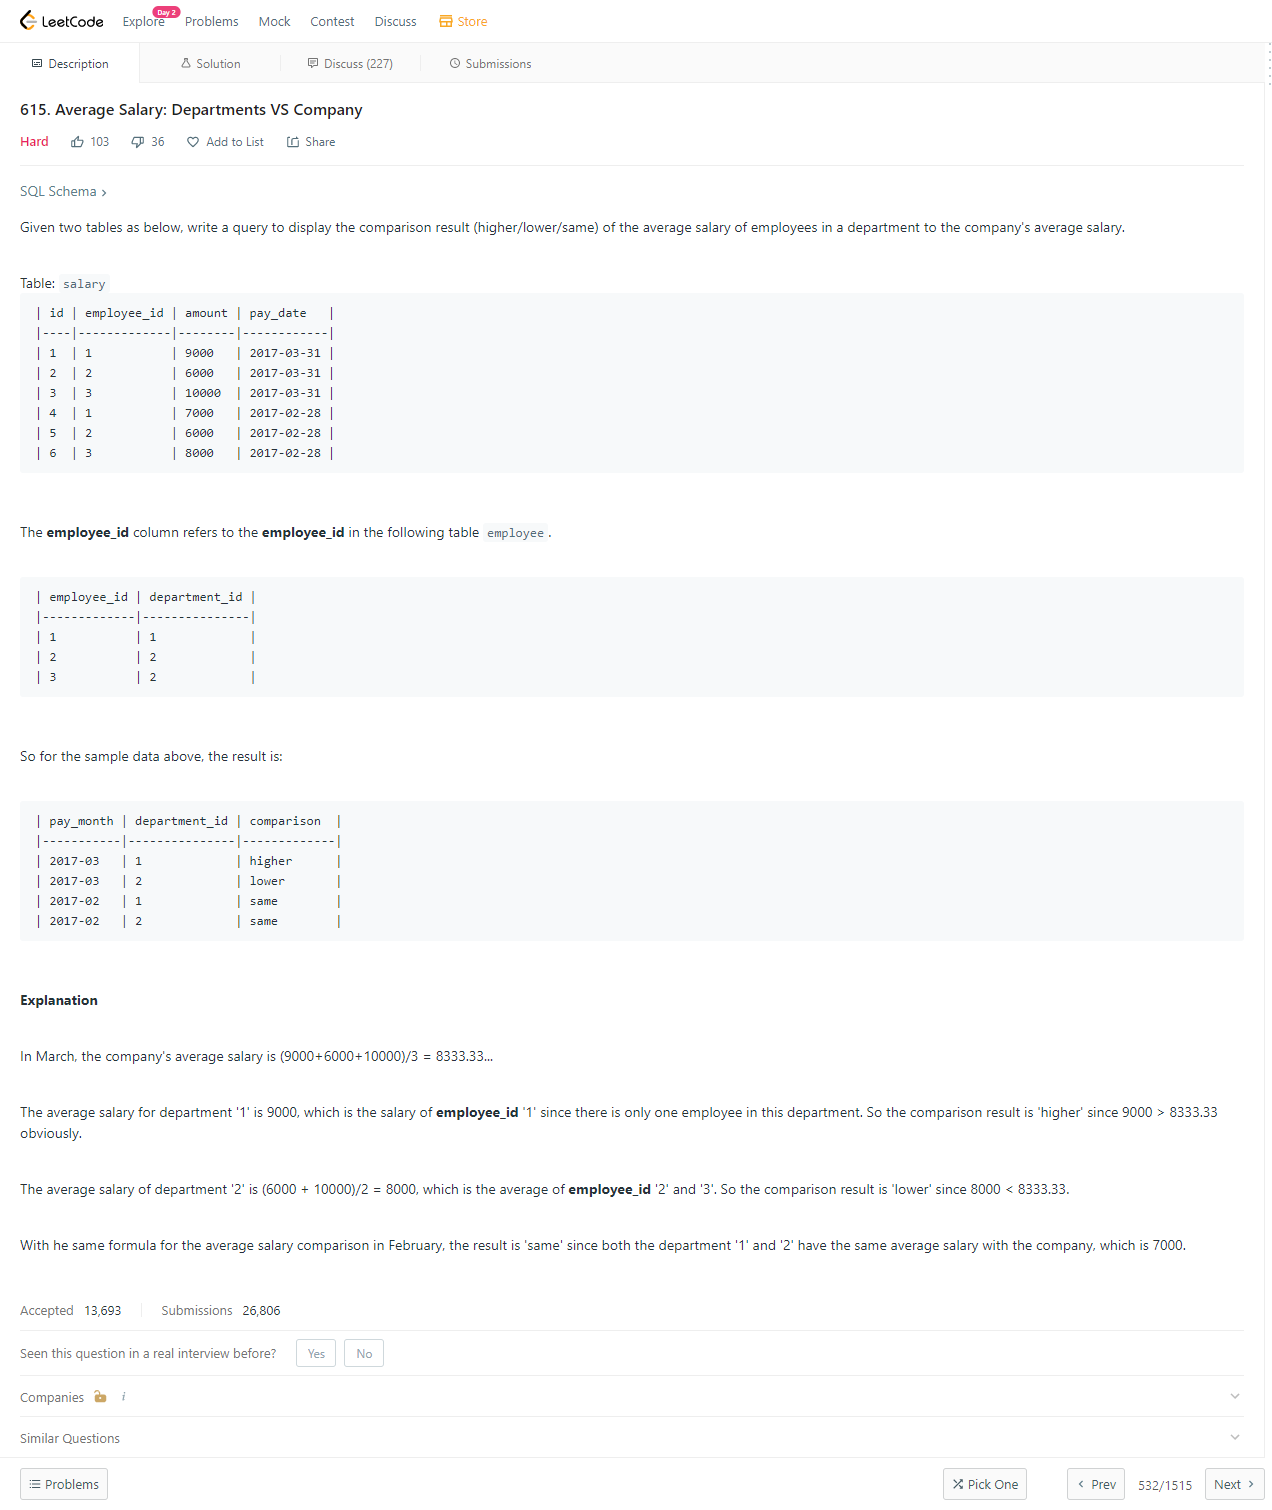 LeetCode Explore Day 2 Problems Mock Contest Discuss Store
Description Solution Discuss (227) Submissions
615. Average Salary: Departments VS Company
Hard 103 36 Add to List Share
SQL Schema ›
Given two tables as below, write a query to display the comparison result (higher/lower/same) of the average salary of employees in a department to the company's average salary.
Table: salary
| id | employee_id | amount | pay_date   |
|----|-------------|--------|------------|
| 1  | 1           | 9000   | 2017-03-31 |
| 2  | 2           | 6000   | 2017-03-31 |
| 3  | 3           | 10000  | 2017-03-31 |
| 4  | 1           | 7000   | 2017-02-28 |
| 5  | 2           | 6000   | 2017-02-28 |
| 6  | 3           | 8000   | 2017-02-28 |
The employee_id column refers to the employee_id in the following table employee.
| employee_id | department_id |
|-------------|---------------|
| 1           | 1             |
| 2           | 2             |
| 3           | 2             |
So for the sample data above, the result is:
| pay_month | department_id | comparison  |
|-----------|---------------|-------------|
| 2017-03   | 1             | higher      |
| 2017-03   | 2             | lower       |
| 2017-02   | 1             | same        |
| 2017-02   | 2             | same        |
Explanation
In March, the company's average salary is (9000+6000+10000)/3 = 8333.33...
The average salary for department '1' is 9000, which is the salary of employee_id '1' since there is only one employee in this department. So the comparison result is 'higher' since 9000 > 8333.33
obviously.
The average salary of department '2' is (6000 + 10000)/2 = 8000, which is the average of employee_id '2' and '3'. So the comparison result is 'lower' since 8000 < 8333.33.
With he same formula for the average salary comparison in February, the result is 'same' since both the department '1' and '2' have the same average salary with the company, which is 7000.
Accepted 13,693 Submissions 26,806
Seen this question in a real interview before? Yes No
Companies i
Similar Questions
Problems Pick One ‹ Prev 532/1515 Next ›